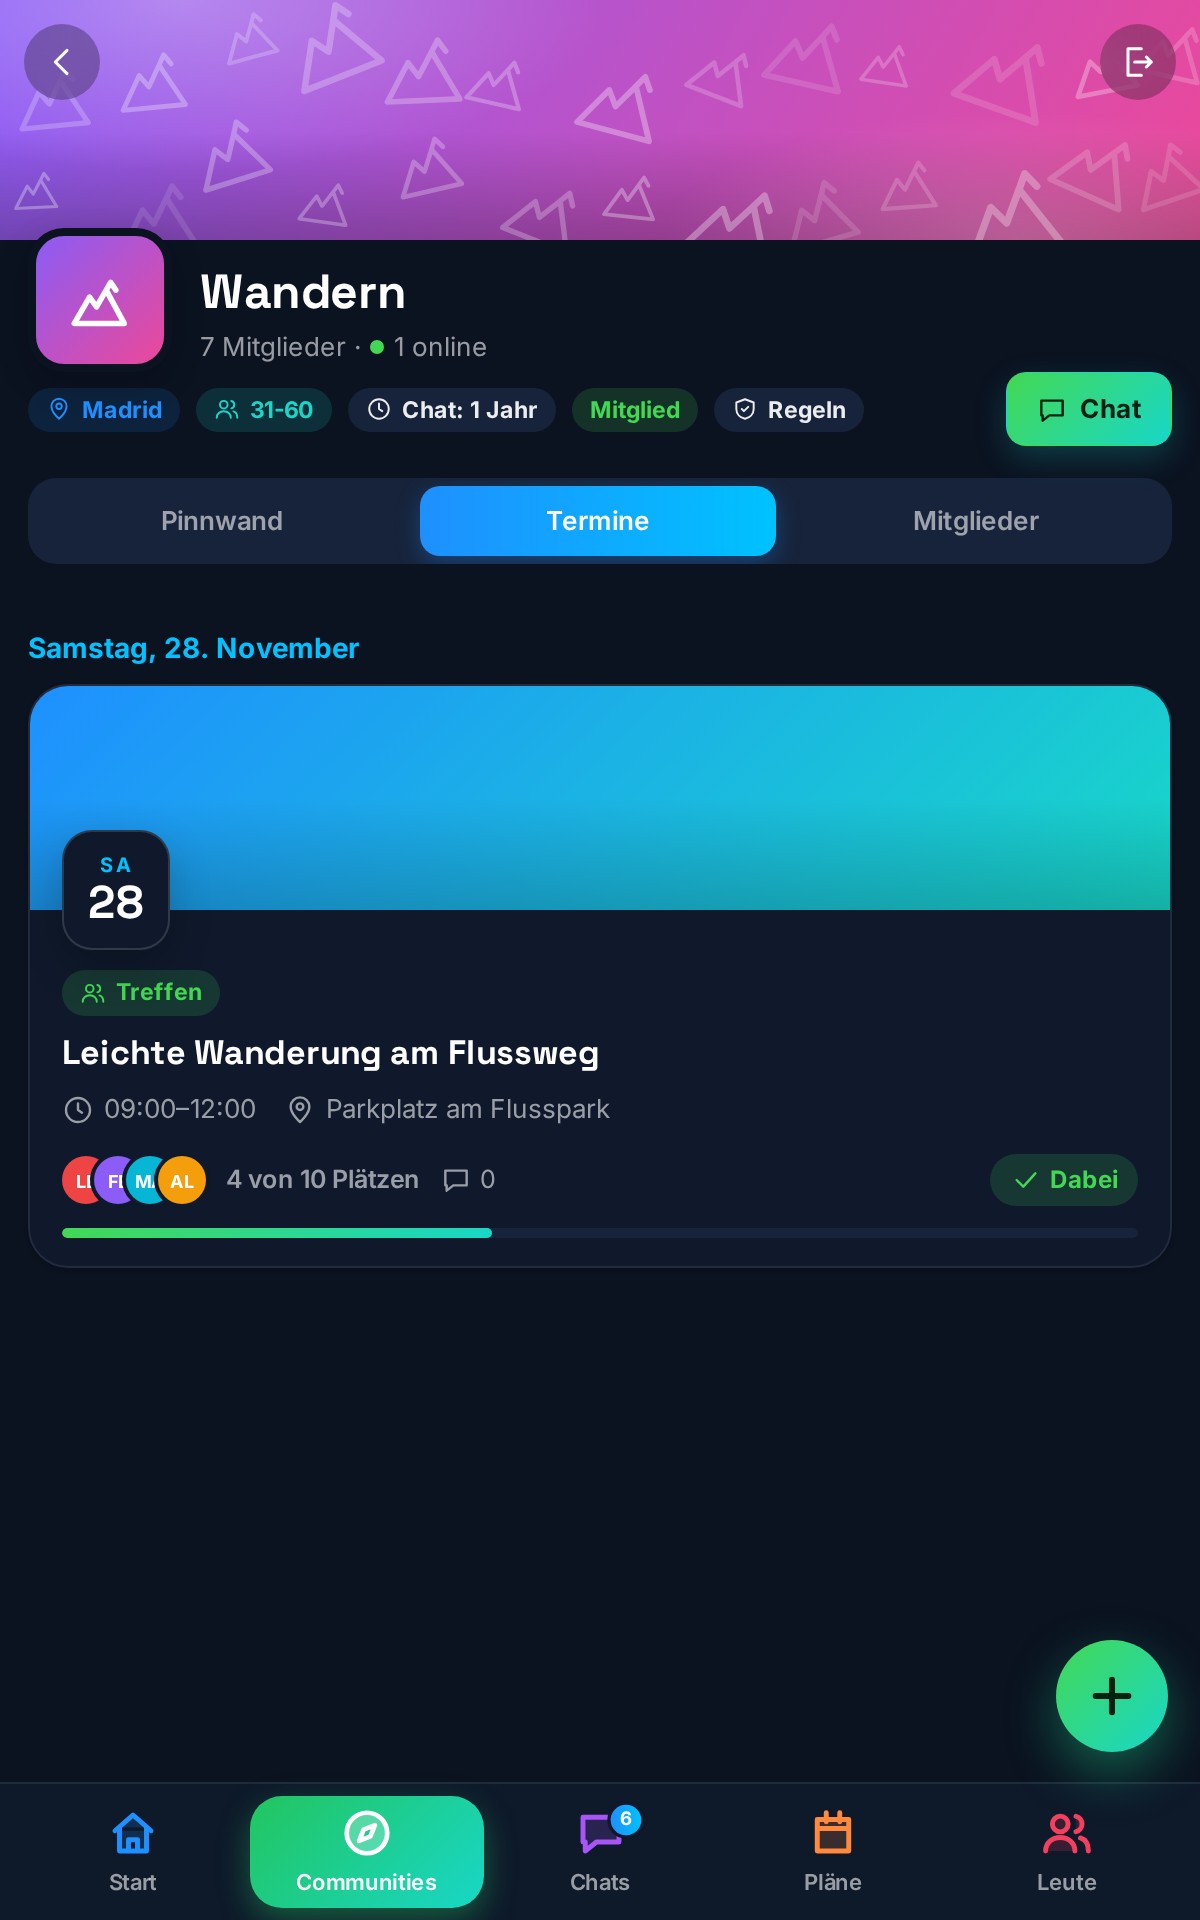 Wandern
7 Mitglieder · 1 online
Madrid 31-60 Chat: 1 Jahr Mitglied Regeln
Chat
Pinnwand Termine Mitglieder
Samstag, 28. November
SA
28
Treffen
Leichte Wanderung am Flussweg
09:00–12:00 Parkplatz am Flusspark
AL 4 von 10 Plätzen 0 Dabei
6
Start Communities Chats Pläne Leute